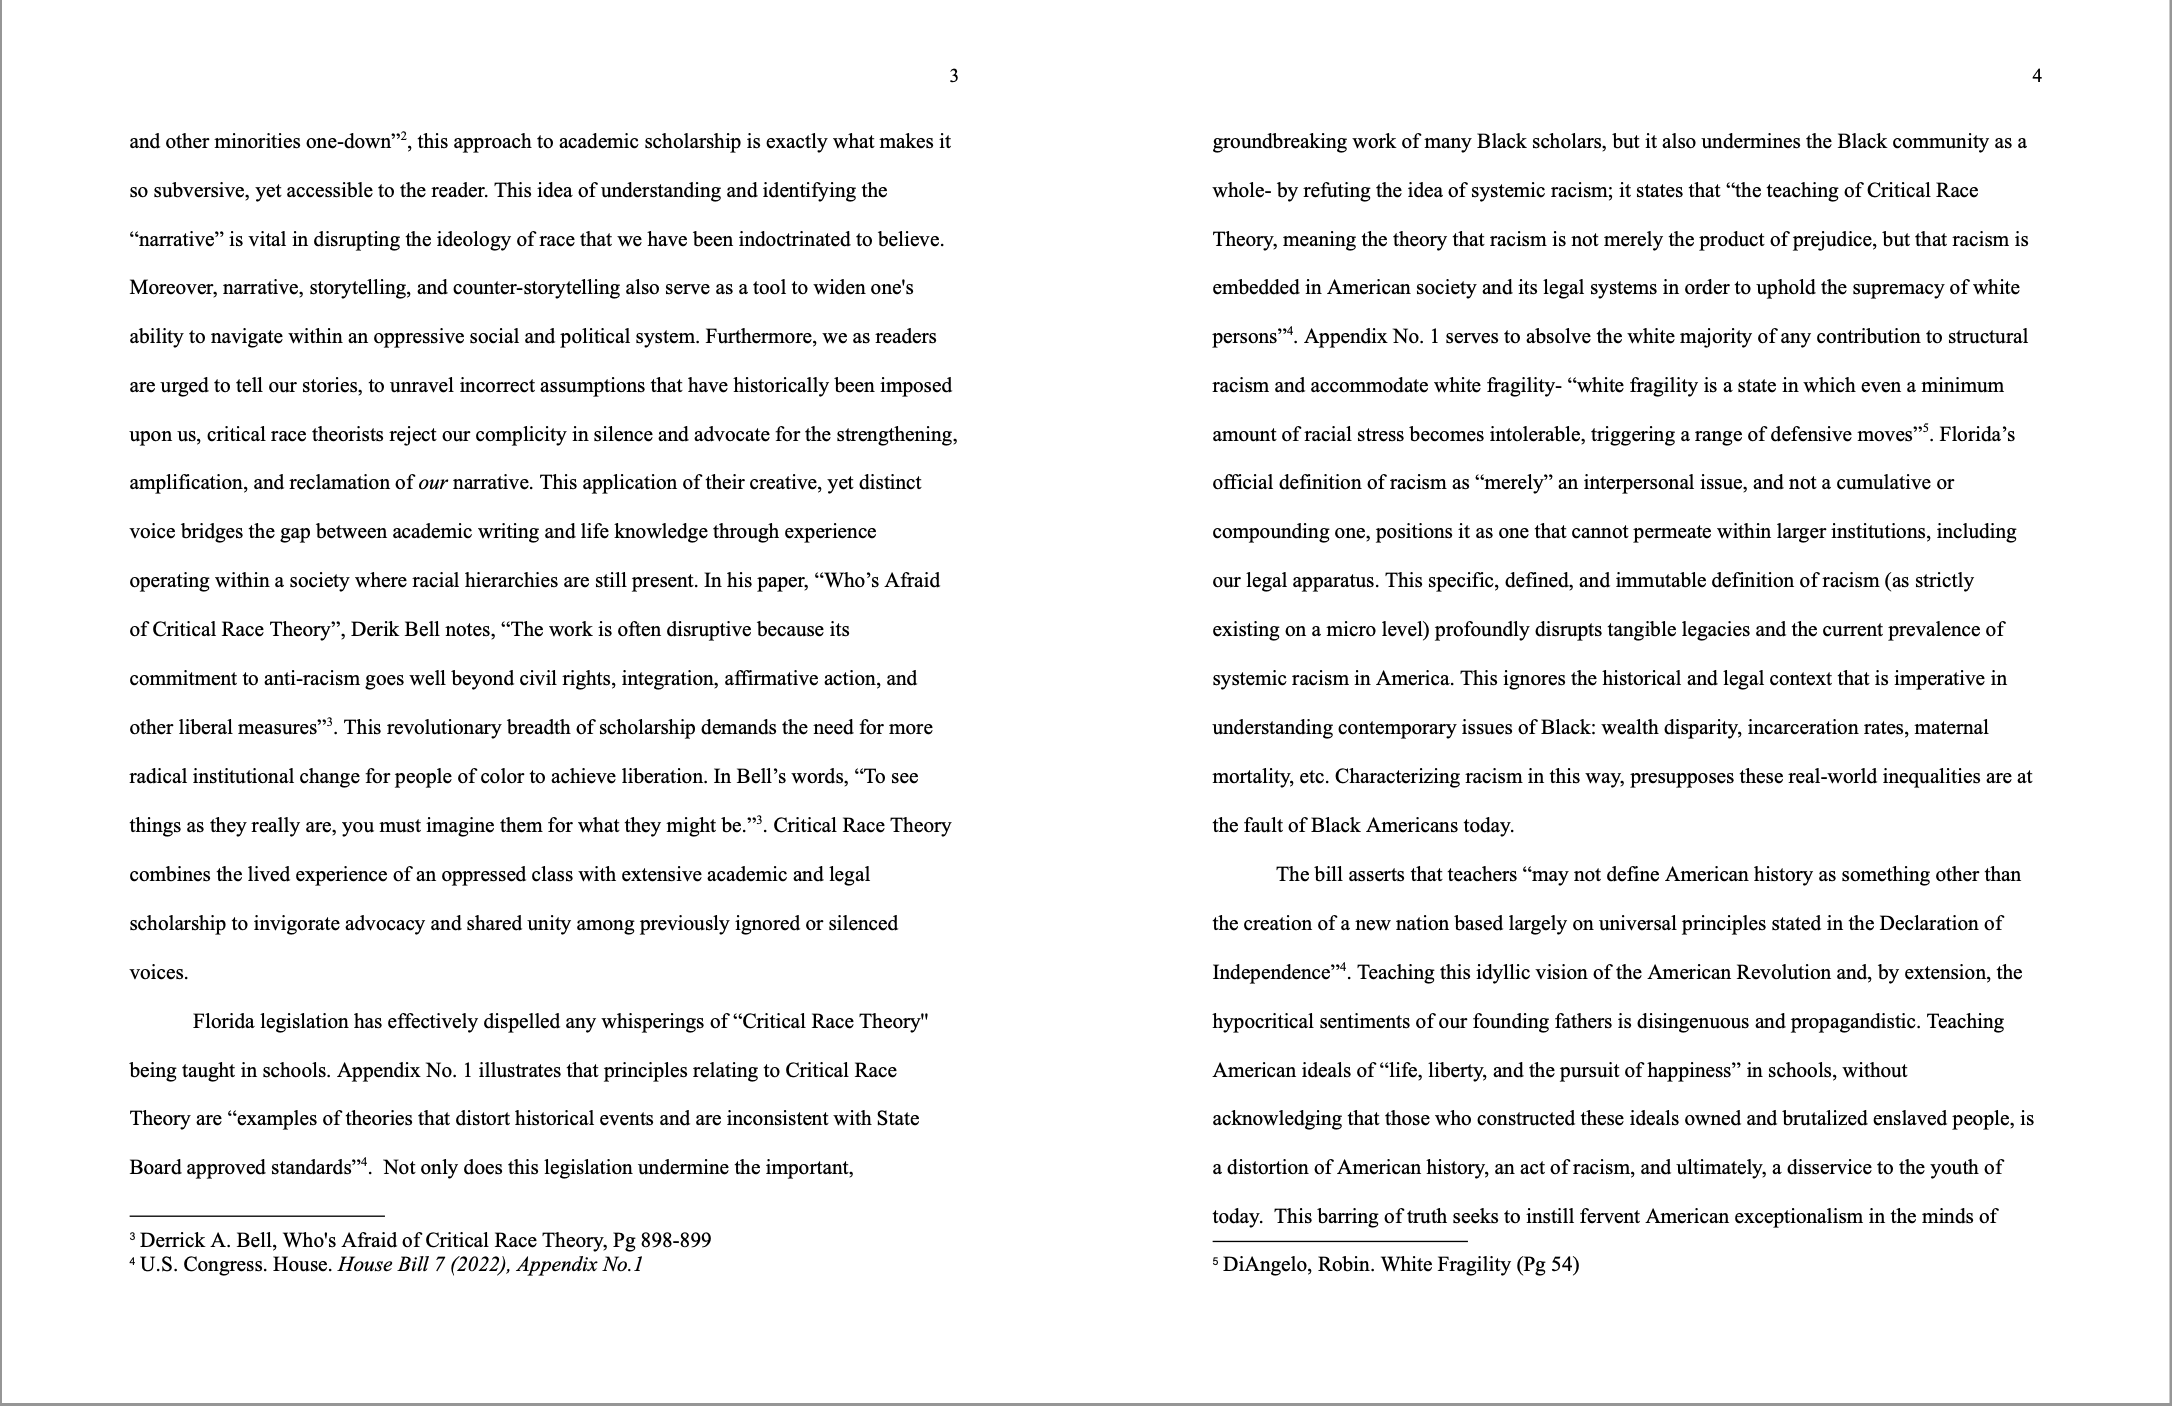 3
and other minorities one-down”2, this approach to academic scholarship is exactly what makes it
so subversive, yet accessible to the reader. This idea of understanding and identifying the
“narrative” is vital in disrupting the ideology of race that we have been indoctrinated to believe.
Moreover, narrative, storytelling, and counter-storytelling also serve as a tool to widen one's
ability to navigate within an oppressive social and political system. Furthermore, we as readers
are urged to tell our stories, to unravel incorrect assumptions that have historically been imposed
upon us, critical race theorists reject our complicity in silence and advocate for the strengthening,
amplification, and reclamation of our narrative. This application of their creative, yet distinct
voice bridges the gap between academic writing and life knowledge through experience
operating within a society where racial hierarchies are still present. In his paper, “Who’s Afraid
of Critical Race Theory”, Derik Bell notes, “The work is often disruptive because its
commitment to anti-racism goes well beyond civil rights, integration, affirmative action, and
other liberal measures”3. This revolutionary breadth of scholarship demands the need for more
radical institutional change for people of color to achieve liberation. In Bell’s words, “To see
things as they really are, you must imagine them for what they might be.”3. Critical Race Theory
combines the lived experience of an oppressed class with extensive academic and legal
scholarship to invigorate advocacy and shared unity among previously ignored or silenced
voices.
Florida legislation has effectively dispelled any whisperings of “Critical Race Theory"
being taught in schools. Appendix No. 1 illustrates that principles relating to Critical Race
Theory are “examples of theories that distort historical events and are inconsistent with State
Board approved standards”4.  Not only does this legislation undermine the important,
3 Derrick A. Bell, Who's Afraid of Critical Race Theory, Pg 898-899
4 U.S. Congress. House. House Bill 7 (2022), Appendix No.1
4
groundbreaking work of many Black scholars, but it also undermines the Black community as a
whole- by refuting the idea of systemic racism; it states that “the teaching of Critical Race
Theory, meaning the theory that racism is not merely the product of prejudice, but that racism is
embedded in American society and its legal systems in order to uphold the supremacy of white
persons”4. Appendix No. 1 serves to absolve the white majority of any contribution to structural
racism and accommodate white fragility- “white fragility is a state in which even a minimum
amount of racial stress becomes intolerable, triggering a range of defensive moves”5. Florida’s
official definition of racism as “merely” an interpersonal issue, and not a cumulative or
compounding one, positions it as one that cannot permeate within larger institutions, including
our legal apparatus. This specific, defined, and immutable definition of racism (as strictly
existing on a micro level) profoundly disrupts tangible legacies and the current prevalence of
systemic racism in America. This ignores the historical and legal context that is imperative in
understanding contemporary issues of Black: wealth disparity, incarceration rates, maternal
mortality, etc. Characterizing racism in this way, presupposes these real-world inequalities are at
the fault of Black Americans today.
The bill asserts that teachers “may not define American history as something other than
the creation of a new nation based largely on universal principles stated in the Declaration of
Independence”4. Teaching this idyllic vision of the American Revolution and, by extension, the
hypocritical sentiments of our founding fathers is disingenuous and propagandistic. Teaching
American ideals of “life, liberty, and the pursuit of happiness” in schools, without
acknowledging that those who constructed these ideals owned and brutalized enslaved people, is
a distortion of American history, an act of racism, and ultimately, a disservice to the youth of
today.  This barring of truth seeks to instill fervent American exceptionalism in the minds of
5 DiAngelo, Robin. White Fragility (Pg 54)